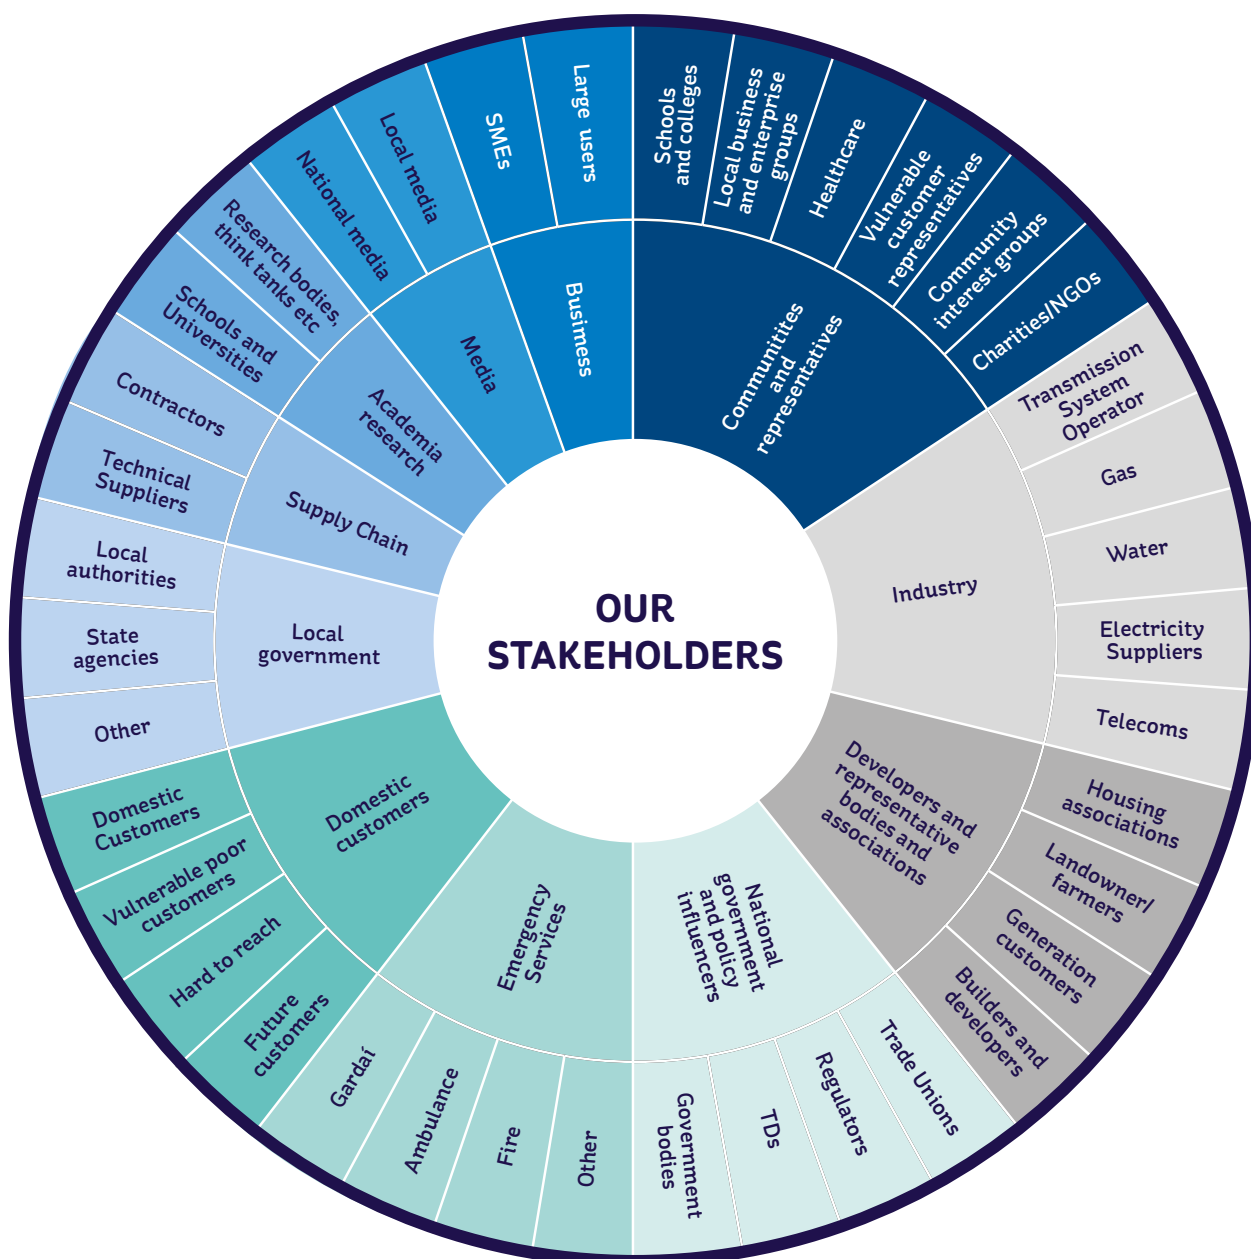 OUR
STAKEHOLDERS
Communitites
and
representatives
Schools
and colleges
Local business
and enterprise
groups
Healthcare
Vulnerable
customer
representatives
Community
interest groups
Charities/NGOs
Industry
Transmission
System
Operator
Gas
Water
Electricity
Suppliers
Telecoms
Developers and
representative
bodies and
associations
Housing
associations
Landowner/
farmers
Generation
customers
Builders and
developers
National
government
and policy
influencers
Trade Unions
Regulators
TDs
Government
bodies
Emergency
Services
Other
Fire
Ambulance
Gardaí
Domestic
customers
Future
customers
Hard to reach
Vulnerable poor
customers
Domestic
Customers
Local
government
Other
State
agencies
Local
authorities
Supply Chain
Technical
Suppliers
Contractors
Academia
research
Schools and
Universities
Research bodies,
think tanks etc
Media
National media
Local media
Busimess
SMEs
Large users